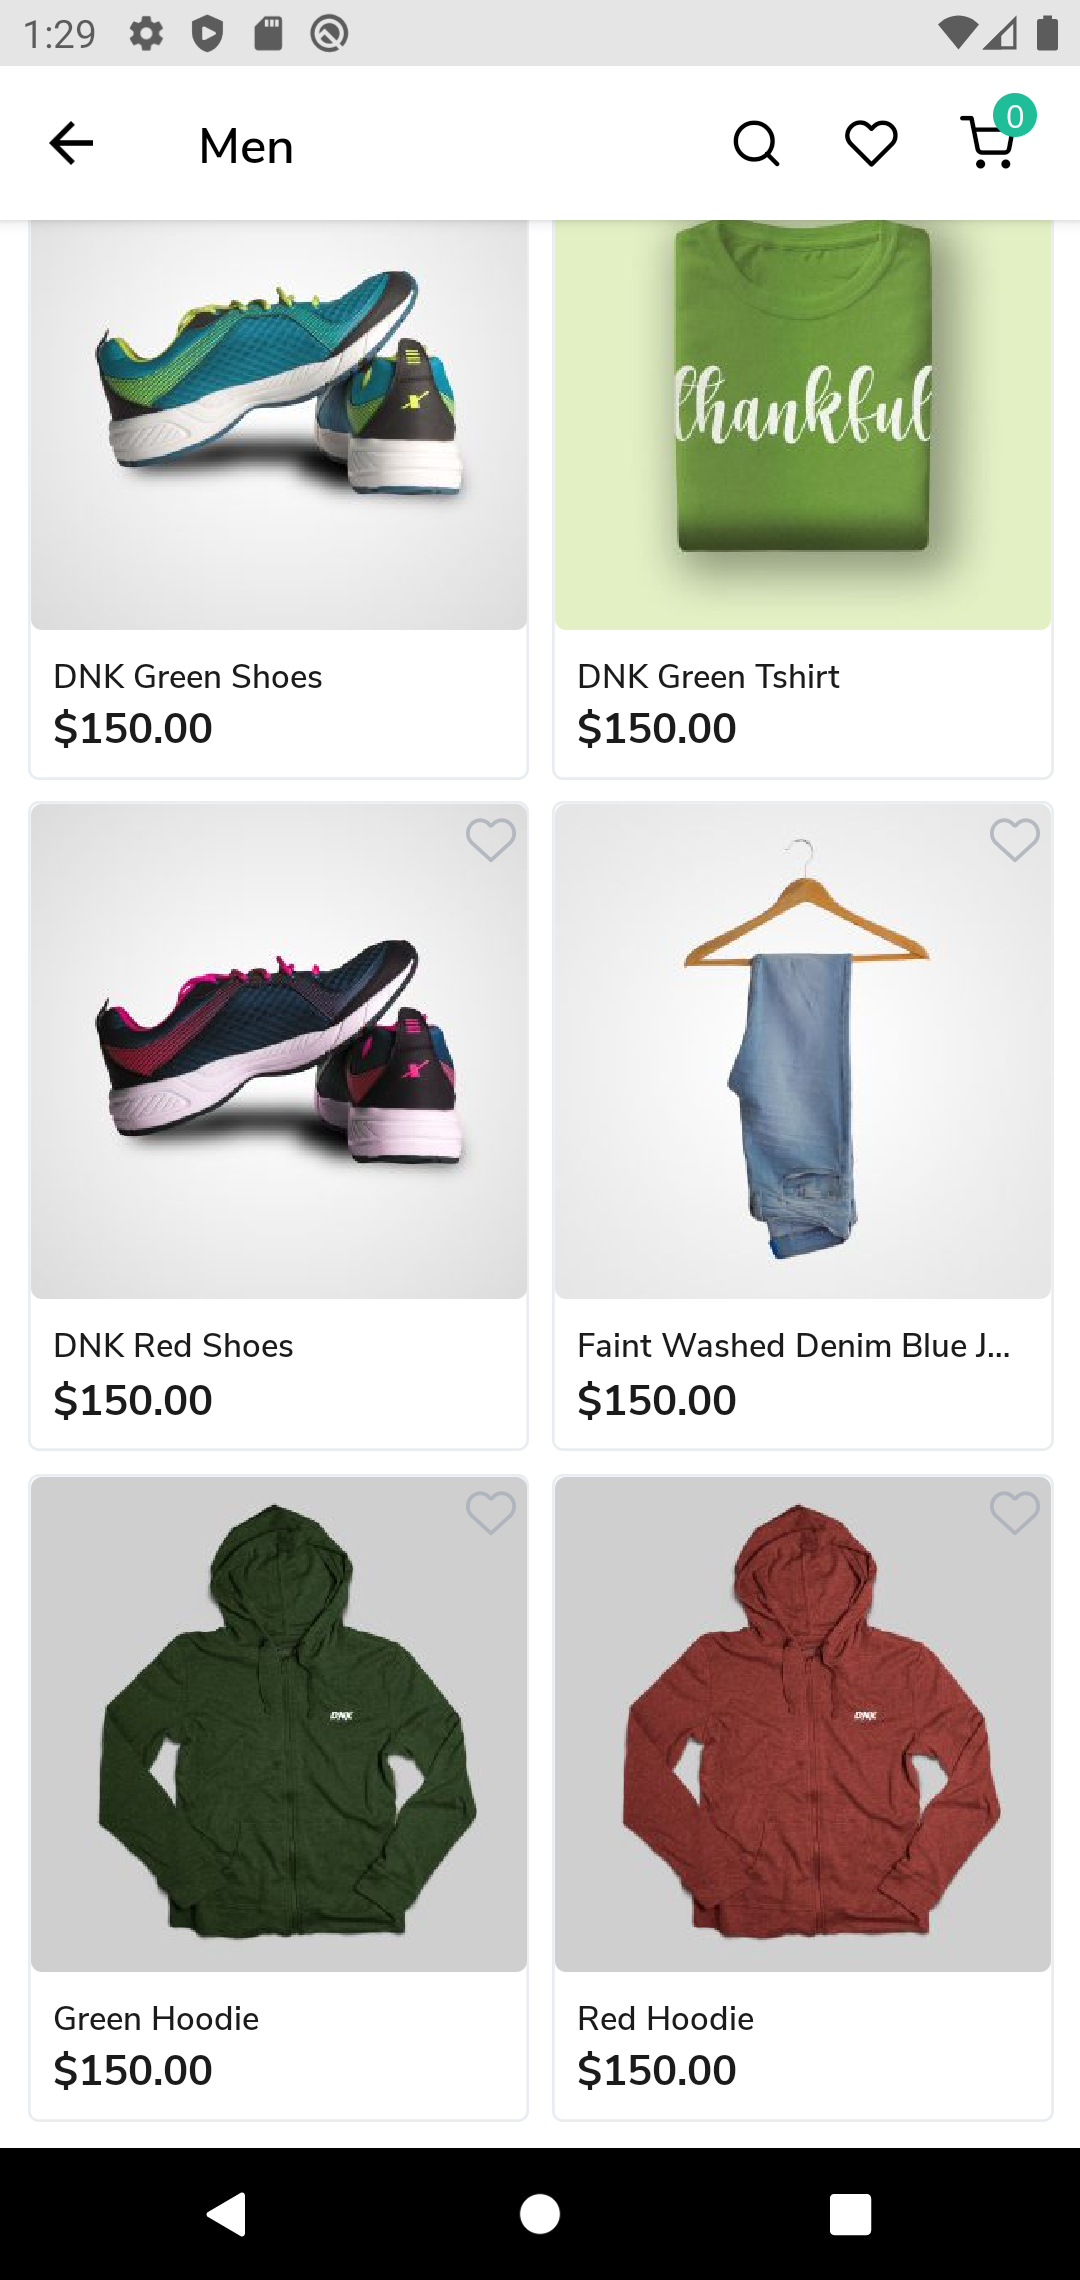 1:29
Men
0
thankful
DNK Green Shoes
$150.00
DNK Green Tshirt
$150.00
DNK Red Shoes
$150.00
Faint Washed Denim Blue J...
$150.00
DNK
DNK
Green Hoodie
$150.00
Red Hoodie
$150.00